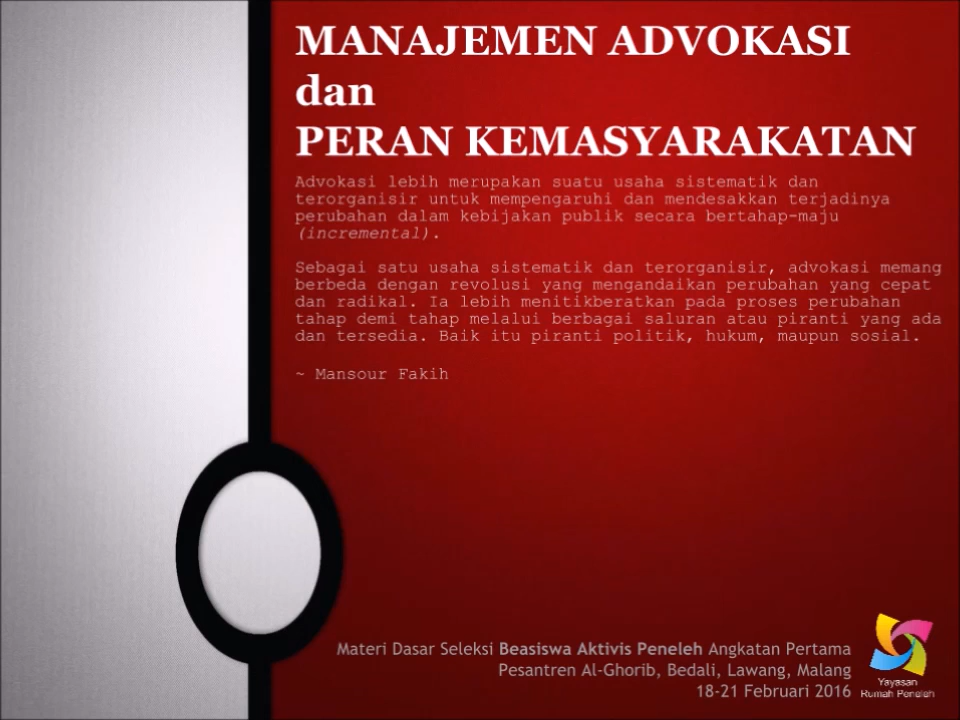 MANAJEMEN ADVOKASI
dan
PERAN KEMASYARAKATAN
Advokasi lebih merupakan suatu usaha sistematik dan
terorganisir untuk mempengaruhi dan mendesakkan terjadinya
perubahan dalam kebijakan publik secara bertahap-maju
(incremental).
Sebagai satu usaha sistematik dan terorganisir, advokasi memang
berbeda dengan revolusi yang mengandaikan perubahan yang cepat
dan radikal. Ia lebih menitikberatkan pada proses perubahan
tahap demi tahap melalui berbagai saluran atau piranti yang ada
dan tersedia. Baik itu piranti politik, hukum, maupun sosial.
~ Mansour Fakih
Materi Dasar Seleksi Beasiswa Aktivis Peneleh Angkatan Pertama
Pesantren Al-Ghorib, Bedali, Lawang, Malang
18-21 Februari 2016
Yayasan
Rumah Peneleh